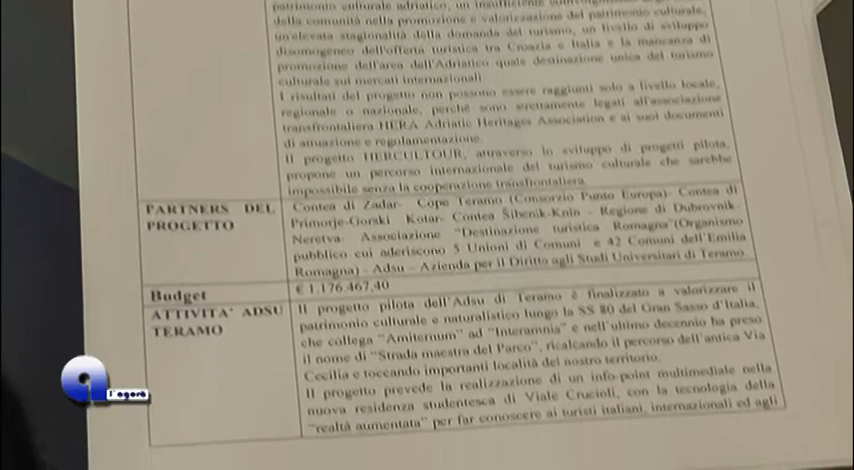 patrimonio culturale adriatico, un insufficiente
della comunità nella promozione e valorizzazione del patrimonio culturale,
un'elevata stagionalità della domanda del turismo, un livello di sviluppo
disomogeneo dell'offerta turistica tra Croazia e Italia e la mancanza di
promozione dell'area dell'Adriatico quale destinazione unica del turismo
culturale sui mercati internazionali.
I risultati del progetto non possono essere raggiunti solo a livello locale,
regionale o nazionale, perché sono strettamente legati all'associazione
transfrontaliera HERA Adriatic Heritages Association e ai suoi documenti
di attuazione e regolamentazione.
Il progetto HERCULTOUR, attraverso lo sviluppo di progetti pilota,
propone un percorso internazionale del turismo culturale che sarebbe
impossibile senza la cooperazione transfrontaliera.
PARTNERS DEL
PROGETTO
Contea di Zadar- Cope Teramo (Consorzio Punto Europa)- Contea di
Primorje-Gorski Kotar- Contea Šibenik-Knin - Regione di Dubrovnik-
Neretva- Associazione "Destinazione turistica Romagna"(Organismo
pubblico cui aderiscono 5 Unioni di Comuni e 42 Comuni dell'Emilia
Romagna) - Adsu – Azienda per il Diritto agli Studi Universitari di Teramo.
Budget
€ 1.176.467,40
ATTIVITA' ADSU
TERAMO
Il progetto pilota dell'Adsu di Teramo è finalizzato a valorizzare il
patrimonio culturale e naturalistico lungo la SS 80 del Gran Sasso d'Italia,
che collega "Amiternum" ad "Interamnia" e nell'ultimo decennio ha preso
il nome di "Strada maestra del Parco", ricalcando il percorso dell'antica Via
Cecilia e toccando importanti località del nostro territorio.
Il progetto prevede la realizzazione di un info-point multimediale nella
nuova residenza studentesca di Viale Crucioli, con la tecnologia della
"realtà aumentata" per far conoscere ai turisti italiani, internazionali ed agli
l'agorà